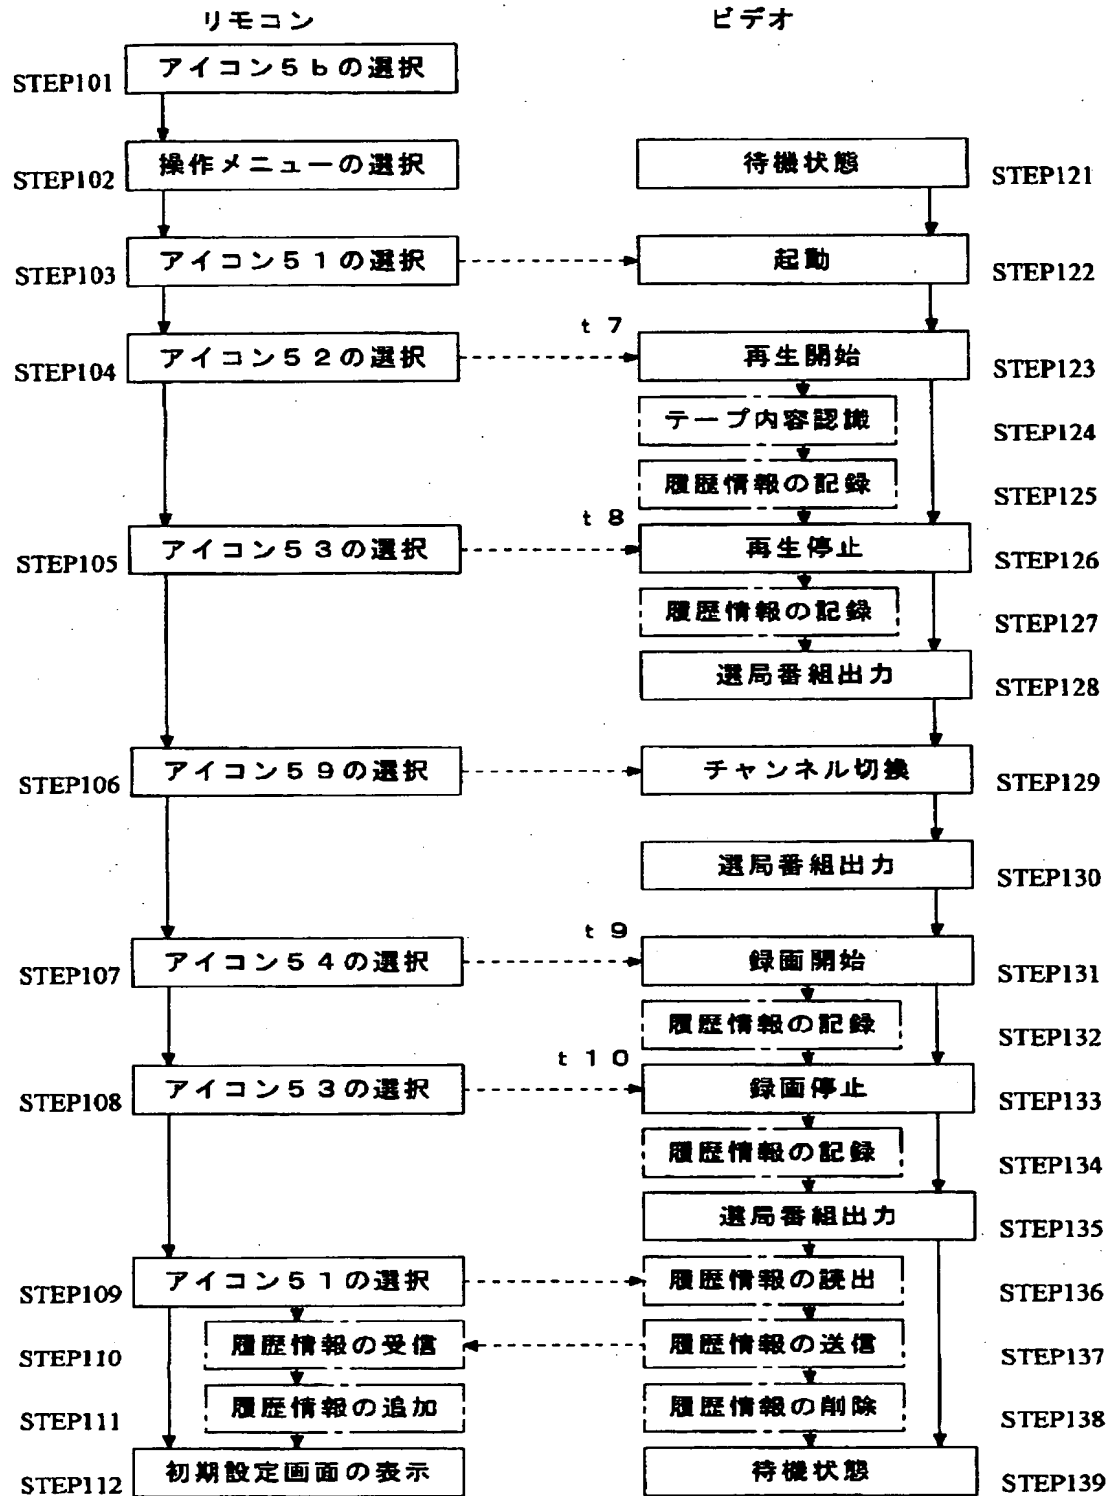 リモコン ビデオ
STEP101 アイコン５ｂの選択
STEP102 操作メニューの選択 待機状態 STEP121
STEP103 アイコン５１の選択 起動 STEP122
ｔ７
STEP104 アイコン５２の選択 再生開始 STEP123
テープ内容認識 STEP124
履歴情報の記録 STEP125
ｔ８
STEP105 アイコン５３の選択 再生停止 STEP126
履歴情報の記録 STEP127
選局番組出力 STEP128
STEP106 アイコン５９の選択 チャンネル切換 STEP129
選局番組出力 STEP130
ｔ９
STEP107 アイコン５４の選択 録画開始 STEP131
履歴情報の記録 STEP132
ｔ１０
STEP108 アイコン５３の選択 録画停止 STEP133
履歴情報の記録 STEP134
選局番組出力 STEP135
STEP109 アイコン５１の選択 履歴情報の読出 STEP136
STEP110 履歴情報の受信 履歴情報の送信 STEP137
STEP111 履歴情報の追加 履歴情報の削除 STEP138
STEP112 初期設定画面の表示 待機状態 STEP139